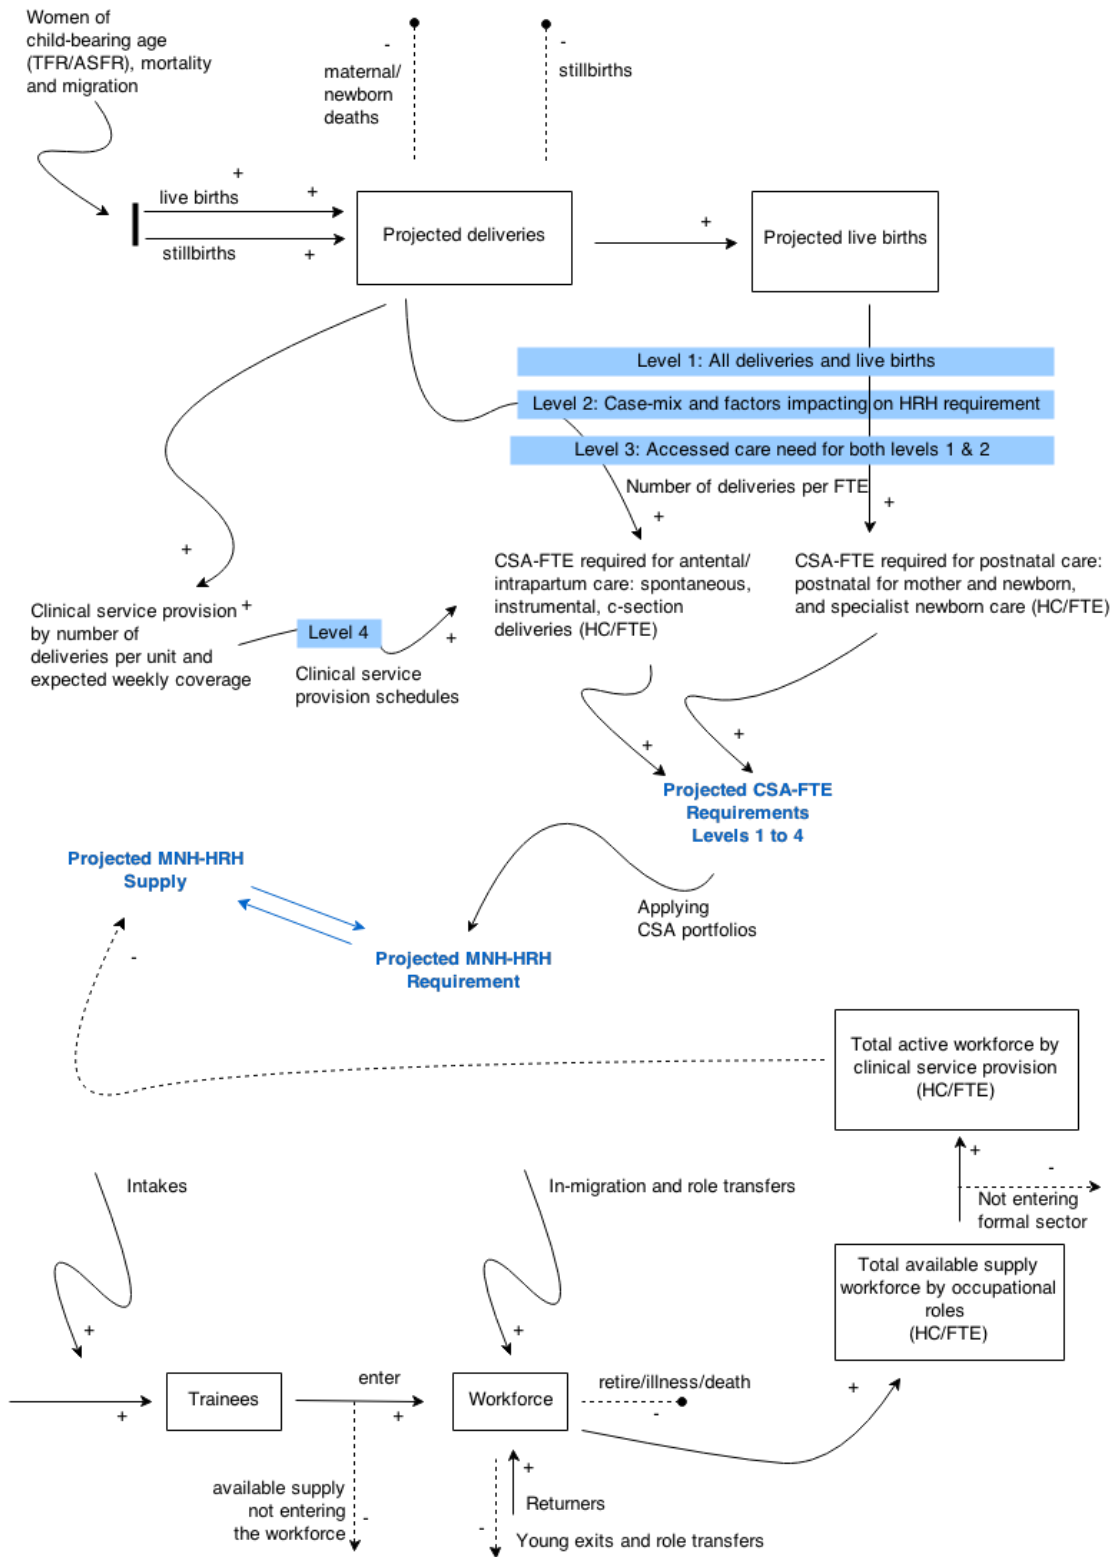 Women of
child-bearing age
(TFR/ASFR), mortality
and migration
-
maternal/
newborn
deaths
-
stillbirths
+
live births
+
stillbirths
+
Projected deliveries
+
Projected live births
Level 1: All deliveries and live births
Level 2: Case-mix and factors impacting on HRH requirement
Level 3: Accessed care need for both levels 1 & 2
Number of deliveries per FTE
+
+
+
CSA-FTE required for antental/
intrapartum care: spontaneous,
instrumental, c-section
deliveries (HC/FTE)
CSA-FTE required for postnatal care:
postnatal for mother and newborn,
and specialist newborn care (HC/FTE)
Clinical service provision +
by number of
deliveries per unit and
expected weekly coverage
Level 4
+
Clinical service
provision schedules
+
+
Projected CSA-FTE
Requirements
Levels 1 to 4
Projected MNH-HRH
Supply
Applying
CSA portfolios
-
Projected MNH-HRH
Requirement
Total active workforce by
clinical service provision
(HC/FTE)
+
-
Not entering
formal sector
Intakes
In-migration and role transfers
Total available supply
workforce by occupational
roles
(HC/FTE)
+
+
+
Trainees
enter
+
Workforce
retire/illness/death
-
+
available supply
not entering
the workforce
-
+
Returners
-
Young exits and role transfers